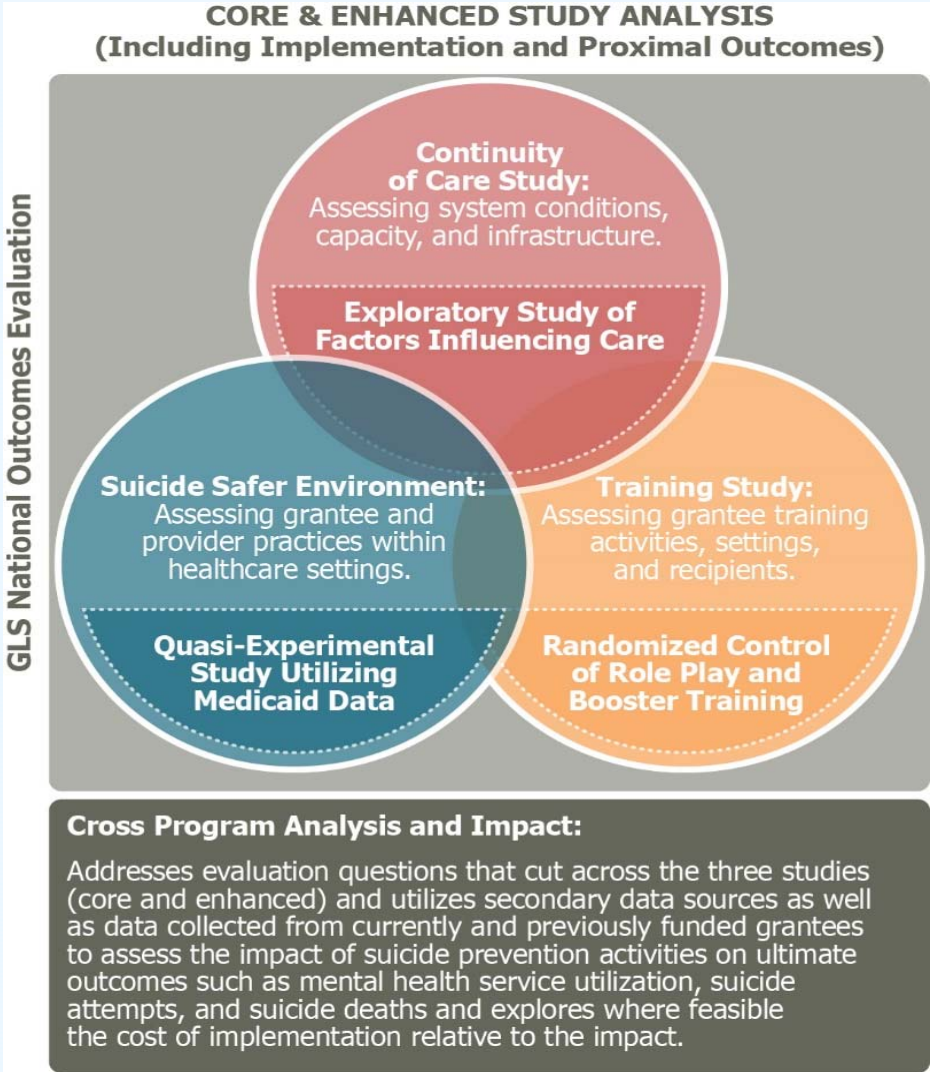 CORE & ENHANCED STUDY ANALYSIS
(Including Implementation and Proximal Outcomes)
GLS National Outcomes Evaluation
Continuity
of Care Study:
Assessing system conditions,
capacity, and infrastructure.
Exploratory Study of
Factors Influencing Care
Suicide Safer Environment:
Assessing grantee and
provider practices within
healthcare settings.
Quasi-Experimental
Study Utilizing
Medicaid Data
Training Study:
Assessing grantee training
activities, settings,
and recipients.
Randomized Control
of Role Play and
Booster Training
Cross Program Analysis and Impact:
Addresses evaluation questions that cut across the three studies
(core and enhanced) and utilizes secondary data sources as well
as data collected from currently and previously funded grantees
to assess the impact of suicide prevention activities on ultimate
outcomes such as mental health service utilization, suicide
attempts, and suicide deaths and explores where feasible
the cost of implementation relative to the impact.